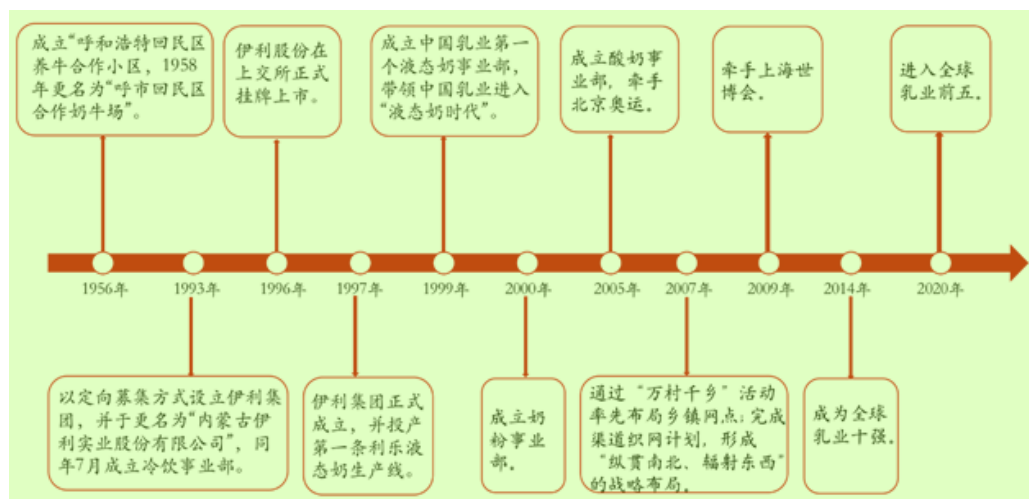 成立“呼和浩特回民区
养牛合作小区，1958
年更名为“呼市回民区
合作奶牛场”。
伊利股份在
上交所正式
挂牌上市。
成立中国乳业第一
个液态奶事业部，
带领中国乳业进入
“液态奶时代”。
成立酸奶事
业部，牵手
北京奥运。
牵手上海世
博会。
进入全球
乳业前五。
1956年
1993年
1996年
1997年
1999年
2000年
2005年
2007年
2009年
2014年
2020年
以定向募集方式设立伊利集
团，并于更名为“内蒙古伊
利实业股份有限公司”，同
年7月成立冷饮事业部。
伊利集团正式
成立，并投产
第一条利乐液
态奶生产线。
成立奶
粉事业
部。
通过“万村千乡”活动
率先布局乡镇网点；完成
渠道织网计划，形成
“纵贯南北、辐射东西”
的战略布局。
成为全球
乳业十强。